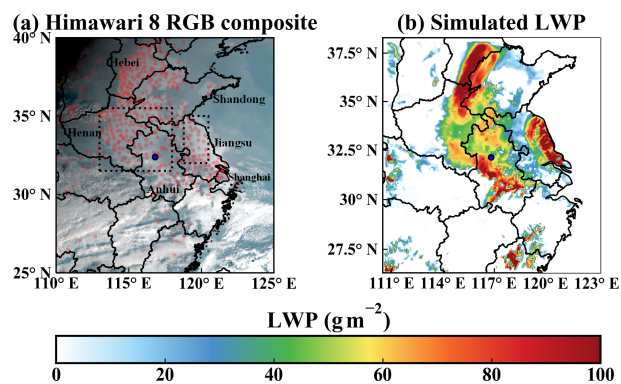 (a) Himawari 8 RGB composite
(b) Simulated LWP
40° N
35° N
30° N
25° N
Hebei
Shandong
Henan
Jiangsu
Shanghai
Anhui
110° E 115° E 120° E 125° E
37.5° N
35° N
32.5° N
30° N
27.5° N
111° E 114° E 117° E 120° E 123° E
LWP (g m−2)
0 20 40 60 80 100